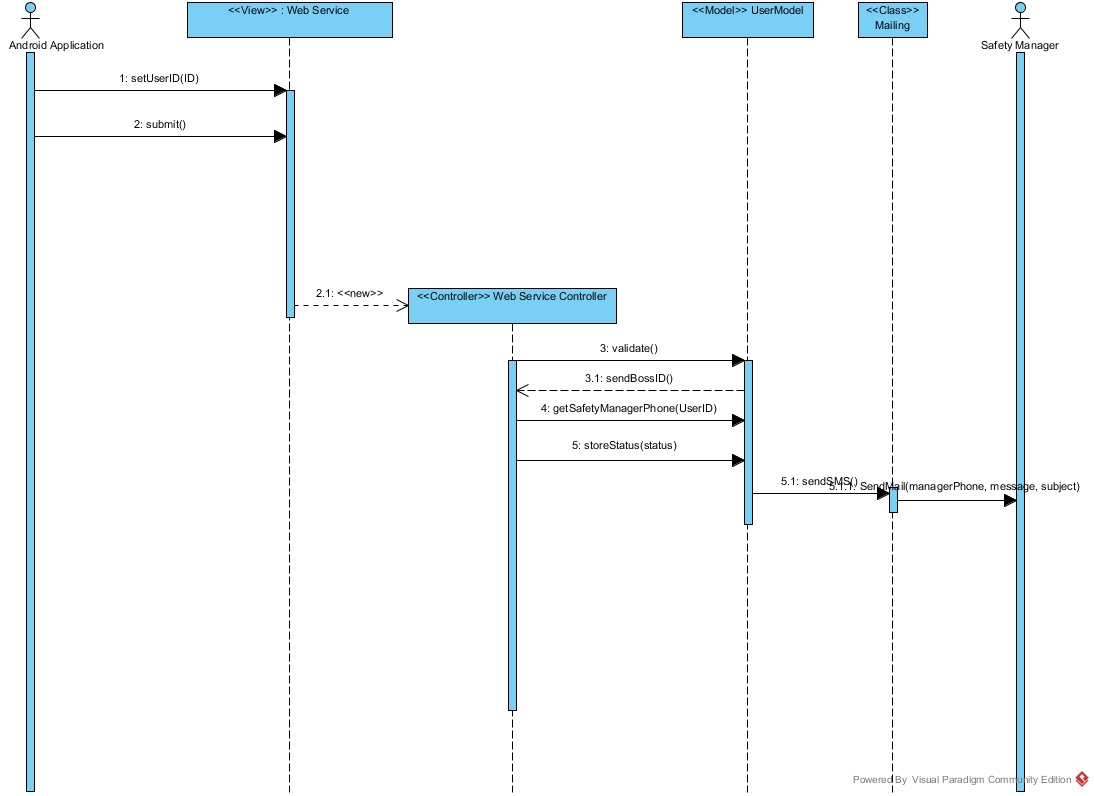 <<View>> : Web Service
<<Model>> UserModel
<<Class>>
Mailing
Android Application
Safety Manager
1: setUserID(ID)
2: submit()
2.1: <<new>>
<<Controller>> Web Service Controller
3: validate()
3.1: sendBossID()
4: getSafetyManagerPhone(UserID)
5: storeStatus(status)
5.1: sendSMS()
5.1.1: SendMail(managerPhone, message, subject)
Powered By Visual Paradigm Community Edition